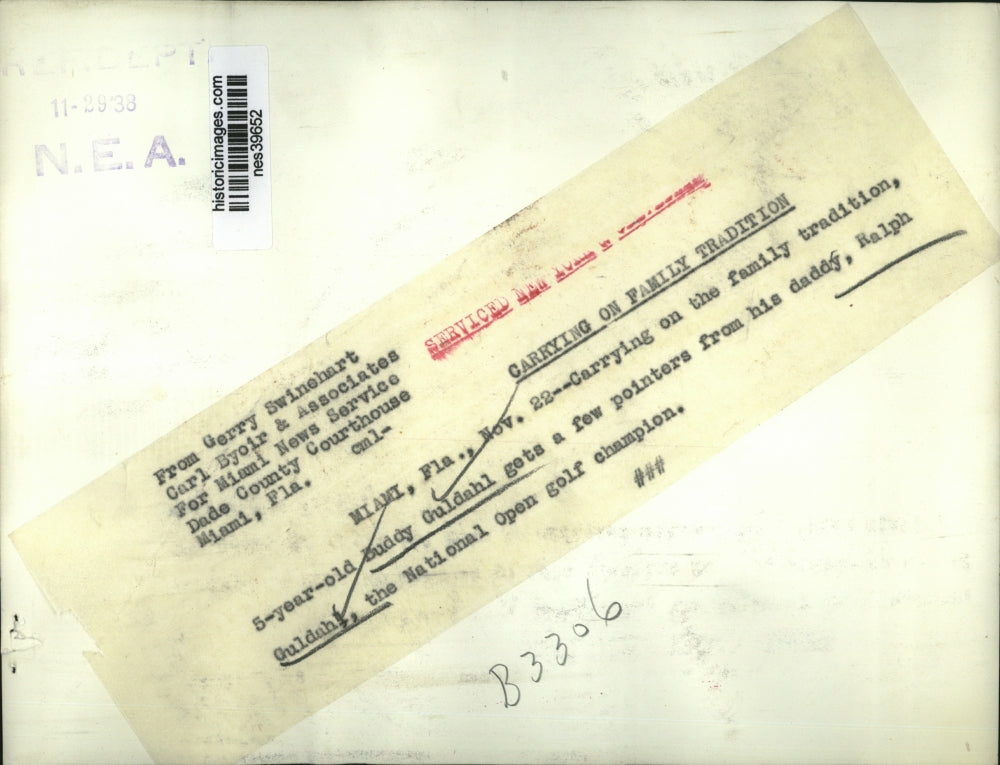 11-29'38
N.E.A.
historicimages.com
nes39652
SERVICED NEW YORK
From Gerry Swinehart
Carl Byoir & Associates
For Miami News Service
Dade County Courthouse
Miami, Fla. cml-
CARRYING ON FAMILY TRADITION
MIAMI, Fla., Nov. 22--Carrying on the family tradition,
5-year-old Buddy Guldahl gets a few pointers from his daddy, Ralph
Guldahl, the National Open golf champion.
###
B3306